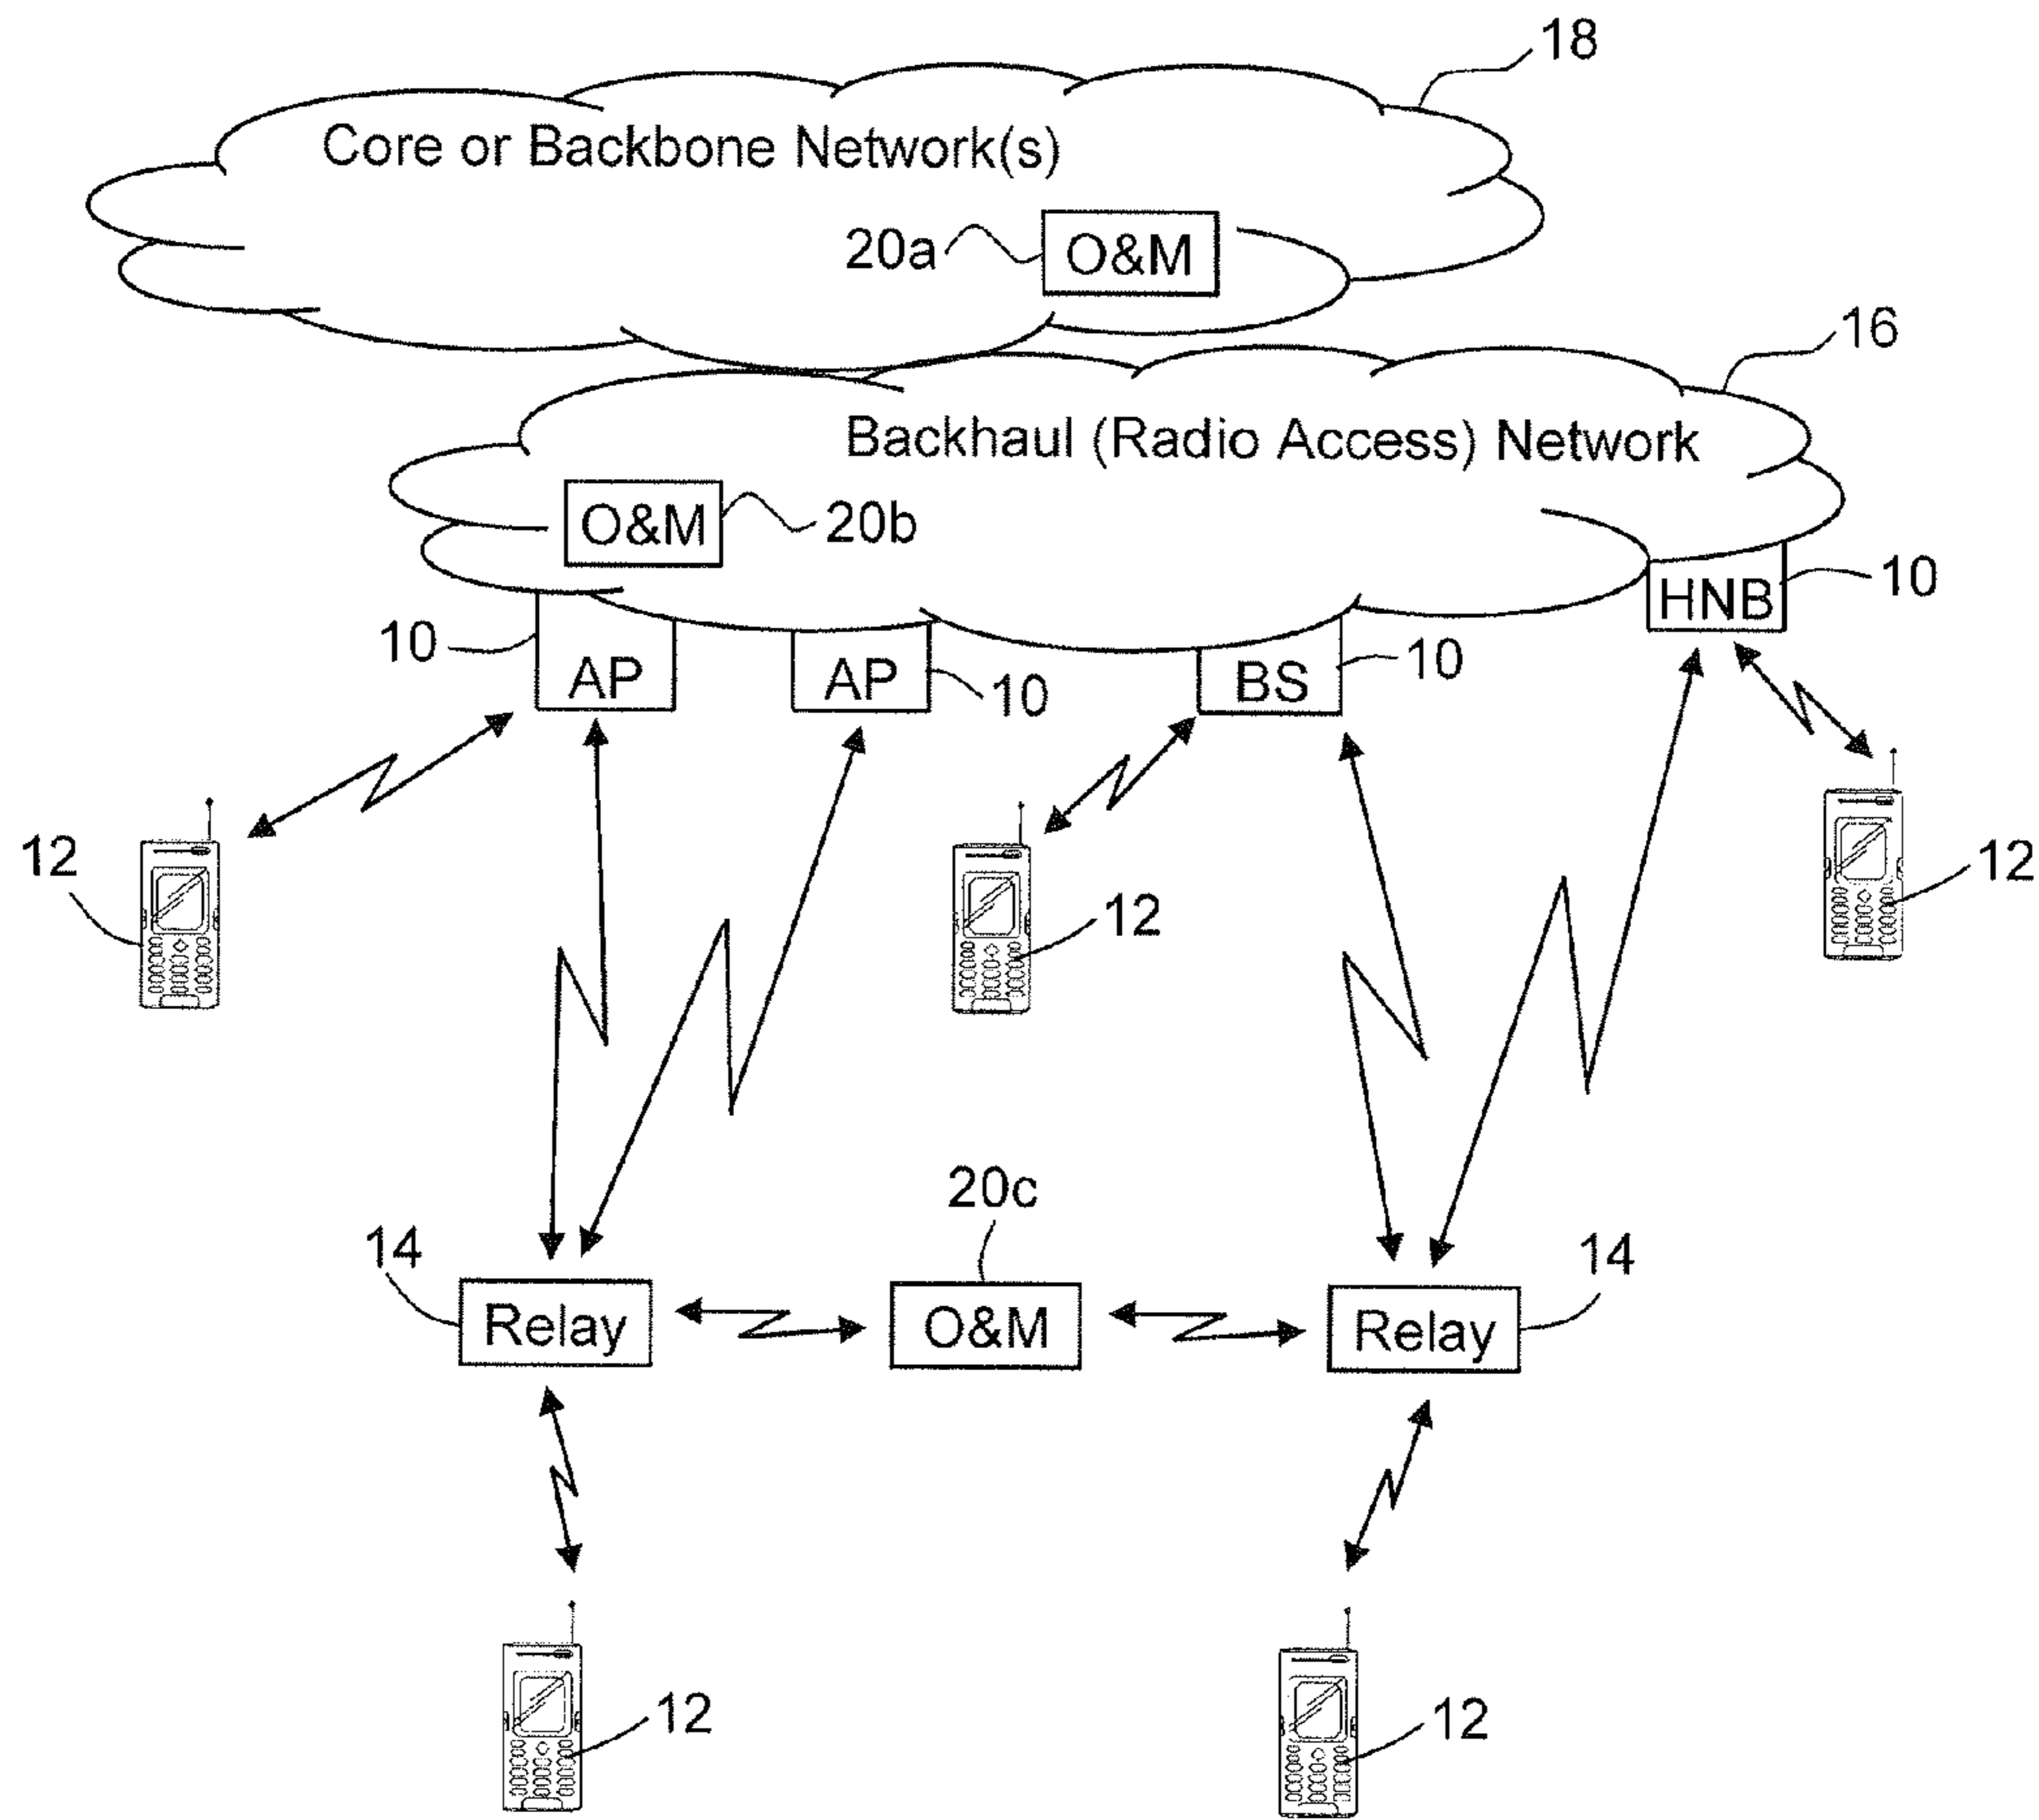 18
Core or Backbone Network(s)
20a
O&M
16
Backhaul (Radio Access) Network
O&M
20b
HNB
10
10
AP
AP
10
BS
10
12
12
12
20c
14
Relay
O&M
Relay
14
12
12